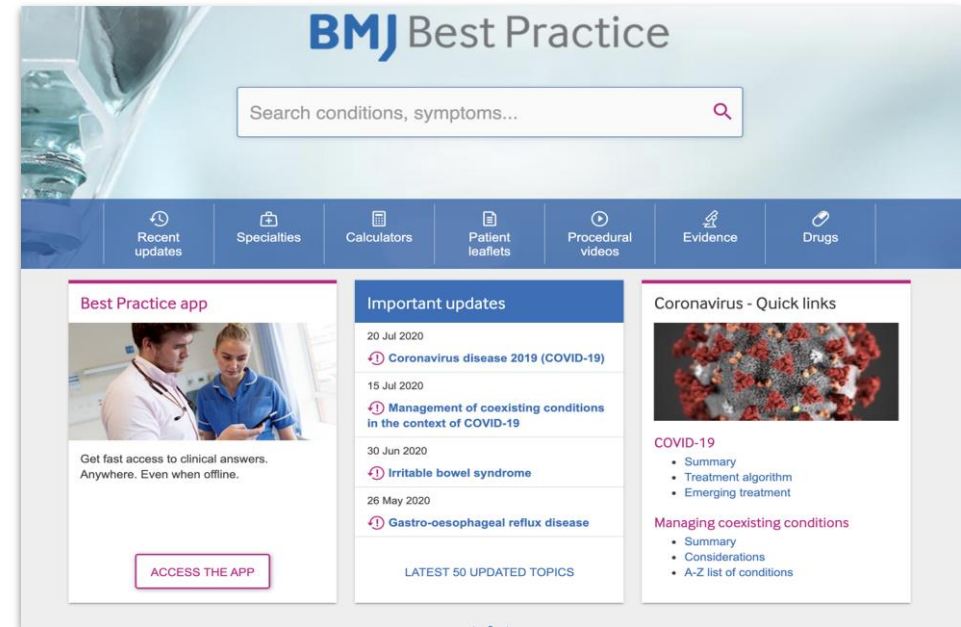 BMJ Best Practice
Search conditions, symptoms...
Recent
updates
Specialties
Calculators
Patient
leaflets
Procedural
videos
Evidence
Drugs
Best Practice app
Get fast access to clinical answers.
Anywhere. Even when offline.
ACCESS THE APP
Important updates
20 Jul 2020
Coronavirus disease 2019 (COVID-19)
15 Jul 2020
Management of coexisting conditions
in the context of COVID-19
30 Jun 2020
Irritable bowel syndrome
26 May 2020
Gastro-oesophageal reflux disease
LATEST 50 UPDATED TOPICS
Coronavirus - Quick links
COVID-19
• Summary
• Treatment algorithm
• Emerging treatment
Managing coexisting conditions
• Summary
• Considerations
• A-Z list of conditions